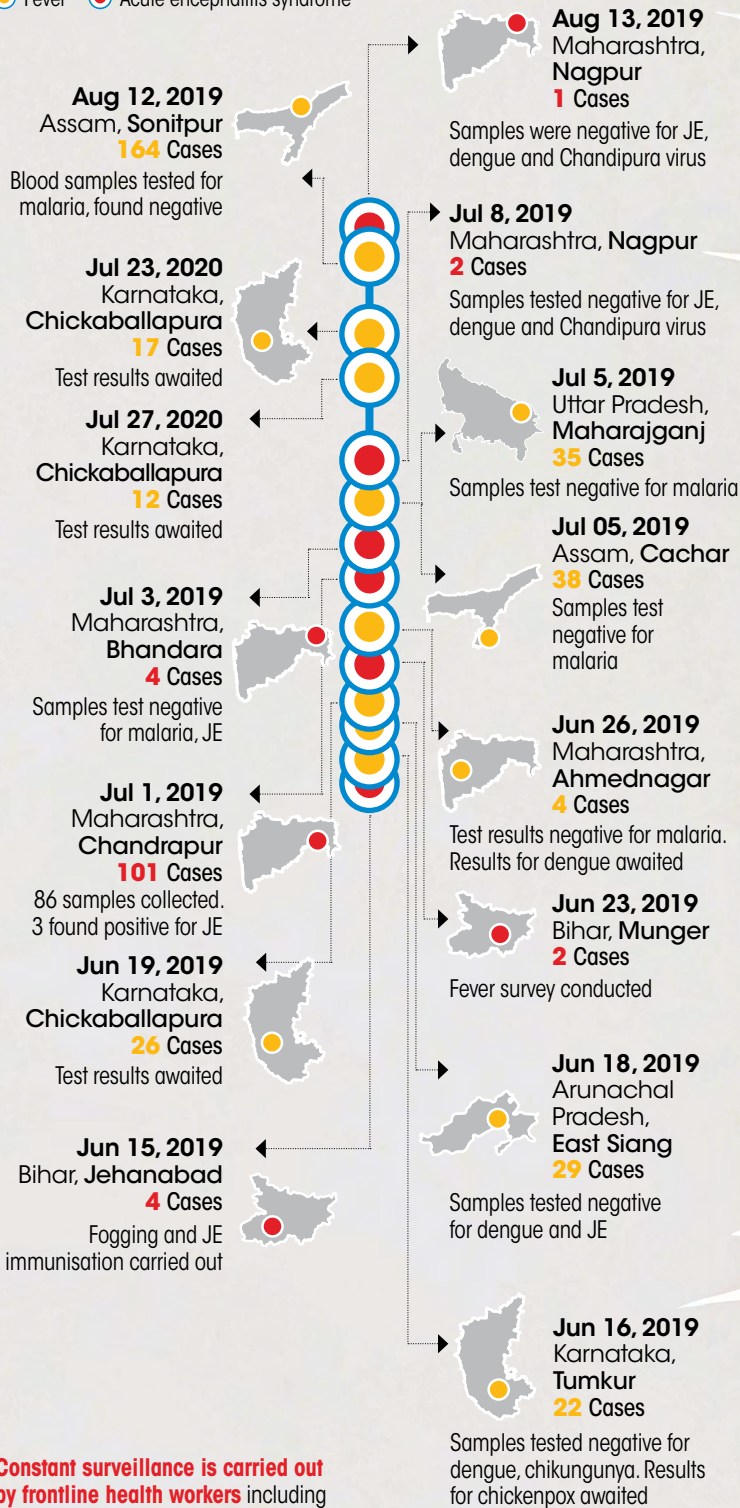 Fever Acute encephalitis syndrome
Aug 13, 2019
Maharashtra,
Nagpur
1 Cases
Samples were negative for JE,
dengue and Chandipura virus
Aug 12, 2019
Assam, Sonitpur
164 Cases
Blood samples tested for
malaria, found negative
Jul 8, 2019
Maharashtra, Nagpur
2 Cases
Samples tested negative for JE,
dengue and Chandipura virus
Jul 23, 2020
Karnataka,
Chickaballapura
17 Cases
Test results awaited
Jul 5, 2019
Uttar Pradesh,
Maharajganj
35 Cases
Samples test negative for malaria
Jul 27, 2020
Karnataka,
Chickaballapura
12 Cases
Test results awaited
Jul 05, 2019
Assam, Cachar
38 Cases
Samples test
negative for
malaria
Jul 3, 2019
Maharashtra,
Bhandara
4 Cases
Samples test negative
for malaria, JE
Jun 26, 2019
Maharashtra,
Ahmednagar
4 Cases
Test results negative for malaria.
Results for dengue awaited
Jul 1, 2019
Maharashtra,
Chandrapur
101 Cases
86 samples collected.
3 found positive for JE
Jun 23, 2019
Bihar, Munger
2 Cases
Fever survey conducted
Jun 19, 2019
Karnataka,
Chickaballapura
26 Cases
Test results awaited
Jun 18, 2019
Arunachal
Pradesh,
East Siang
29 Cases
Samples tested negative
for dengue and JE
Jun 15, 2019
Bihar, Jehanabad
4 Cases
Fogging and JE
immunisation carried out
Jun 16, 2019
Karnataka,
Tumkur
22 Cases
Samples tested negative for
dengue, chikungunya. Results
for chickenpox awaited
Constant surveillance is carried out
by frontline health workers including